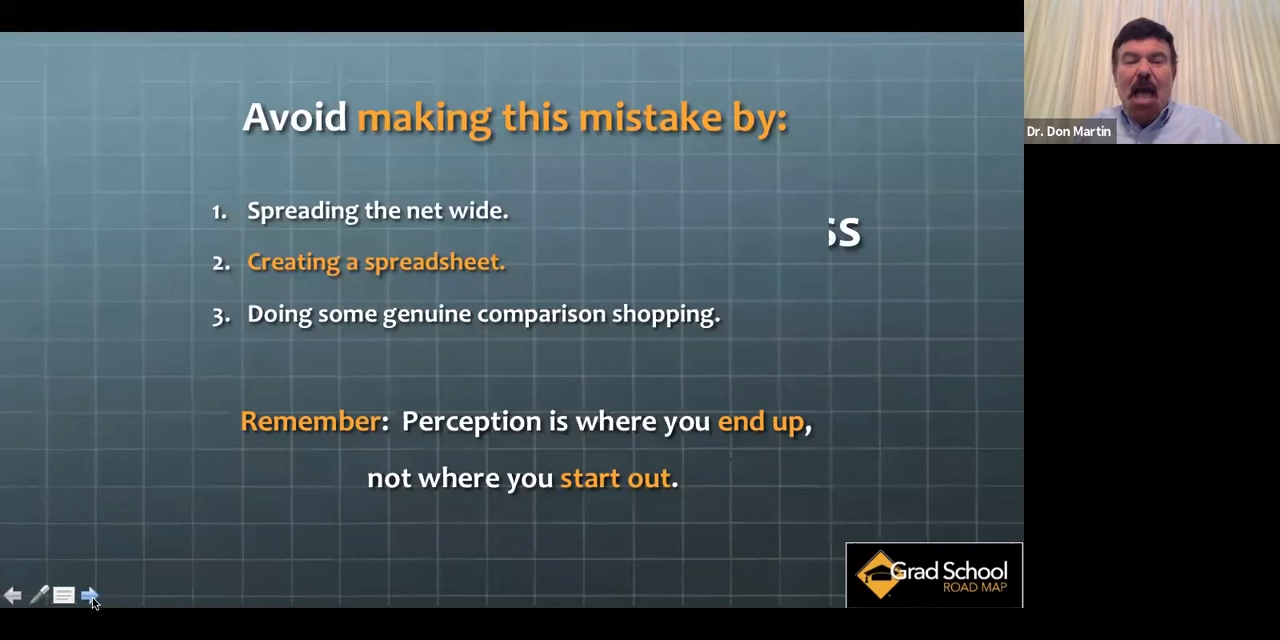 Avoid making this mistake by:
1. Spreading the net wide.
2. Creating a spreadsheet.
3. Doing some genuine comparison shopping.
Remember: Perception is where you end up,
not where you start out.
Grad School
ROAD MAP
Dr. Don Martin